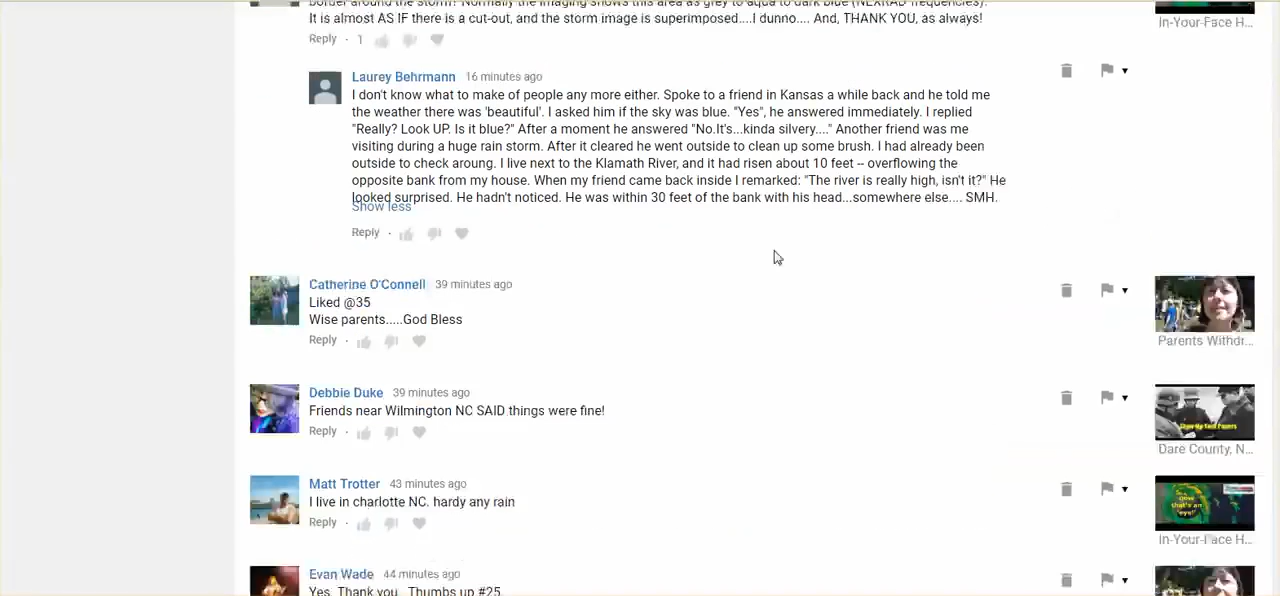 border around the storm? Normally the imaging shows this area as grey to aqua to dark blue (NEXRAD frequencies).
It is almost AS IF there is a cut-out, and the storm image is superimposed....I dunno.... And, THANK YOU, as always!
In-Your-Face H...
Reply · 1
Laurey Behrmann 16 minutes ago
I don't know what to make of people any more either. Spoke to a friend in Kansas a while back and he told me
the weather there was 'beautiful'. I asked him if the sky was blue. "Yes", he answered immediately. I replied
"Really? Look UP. Is it blue?" After a moment he answered "No.It's...kinda silvery...." Another friend was me
visiting during a huge rain storm. After it cleared he went outside to clean up some brush. I had already been
outside to check aroung. I live next to the Klamath River, and it had risen about 10 feet -- overflowing the
opposite bank from my house. When my friend came back inside I remarked: "The river is really high, isn't it?" He
looked surprised. He hadn't noticed. He was within 30 feet of the bank with his head...somewhere else.... SMH.
Show less
Reply ·
Catherine O'Connell 39 minutes ago
Liked @35
Wise parents.....God Bless
Reply ·
Parents Withdr...
Debbie Duke 39 minutes ago
Friends near Wilmington NC SAID things were fine!
Reply ·
Show Me Your Papers
Dare County, N...
Matt Trotter 43 minutes ago
I live in charlotte NC. hardy any rain
Reply ·
Now that's an "eye!"
In-Your-Face H...
Evan Wade 44 minutes ago
Yes. Thank you. Thumbs up #25.